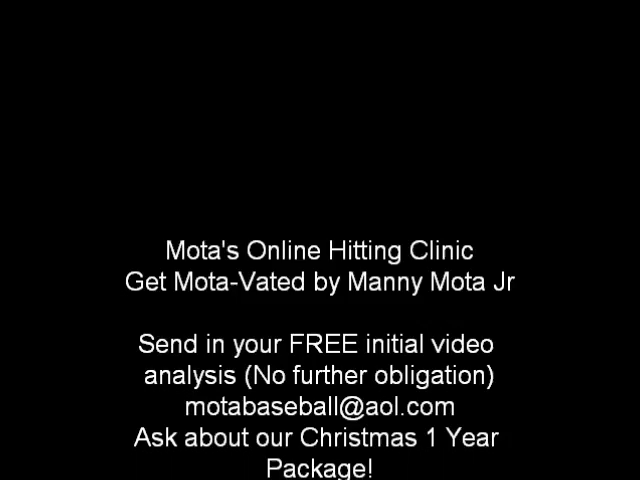 Mota's Online Hitting Clinic
Get Mota-Vated by Manny Mota Jr
Send in your FREE initial video
analysis (No further obligation)
motabaseball@aol.com
Ask about our Christmas 1 Year
Package!